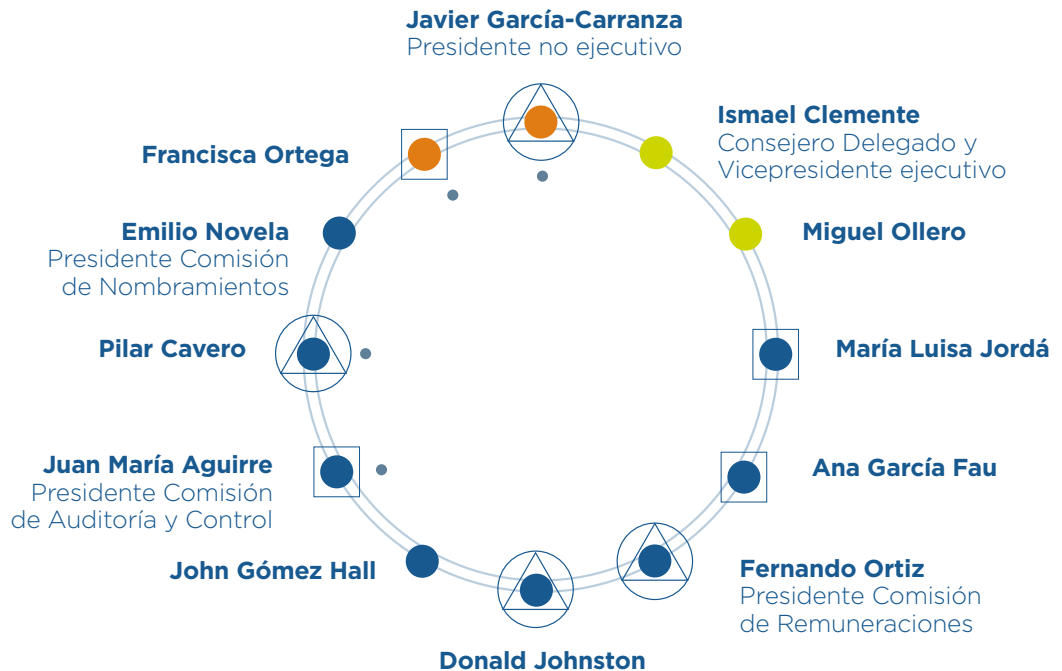 Javier García-Carranza
Presidente no ejecutivo
Ismael Clemente
Consejero Delegado y
Vicepresidente ejecutivo
Miguel Ollero
María Luisa Jordá
Ana García Fau
Fernando Ortiz
Presidente Comisión
de Remuneraciones
Donald Johnston
John Gómez Hall
Juan María Aguirre
Presidente Comisión
de Auditoría y Control
Pilar Cavero
Emilio Novela
Presidente Comisión
de Nombramientos
Francisca Ortega